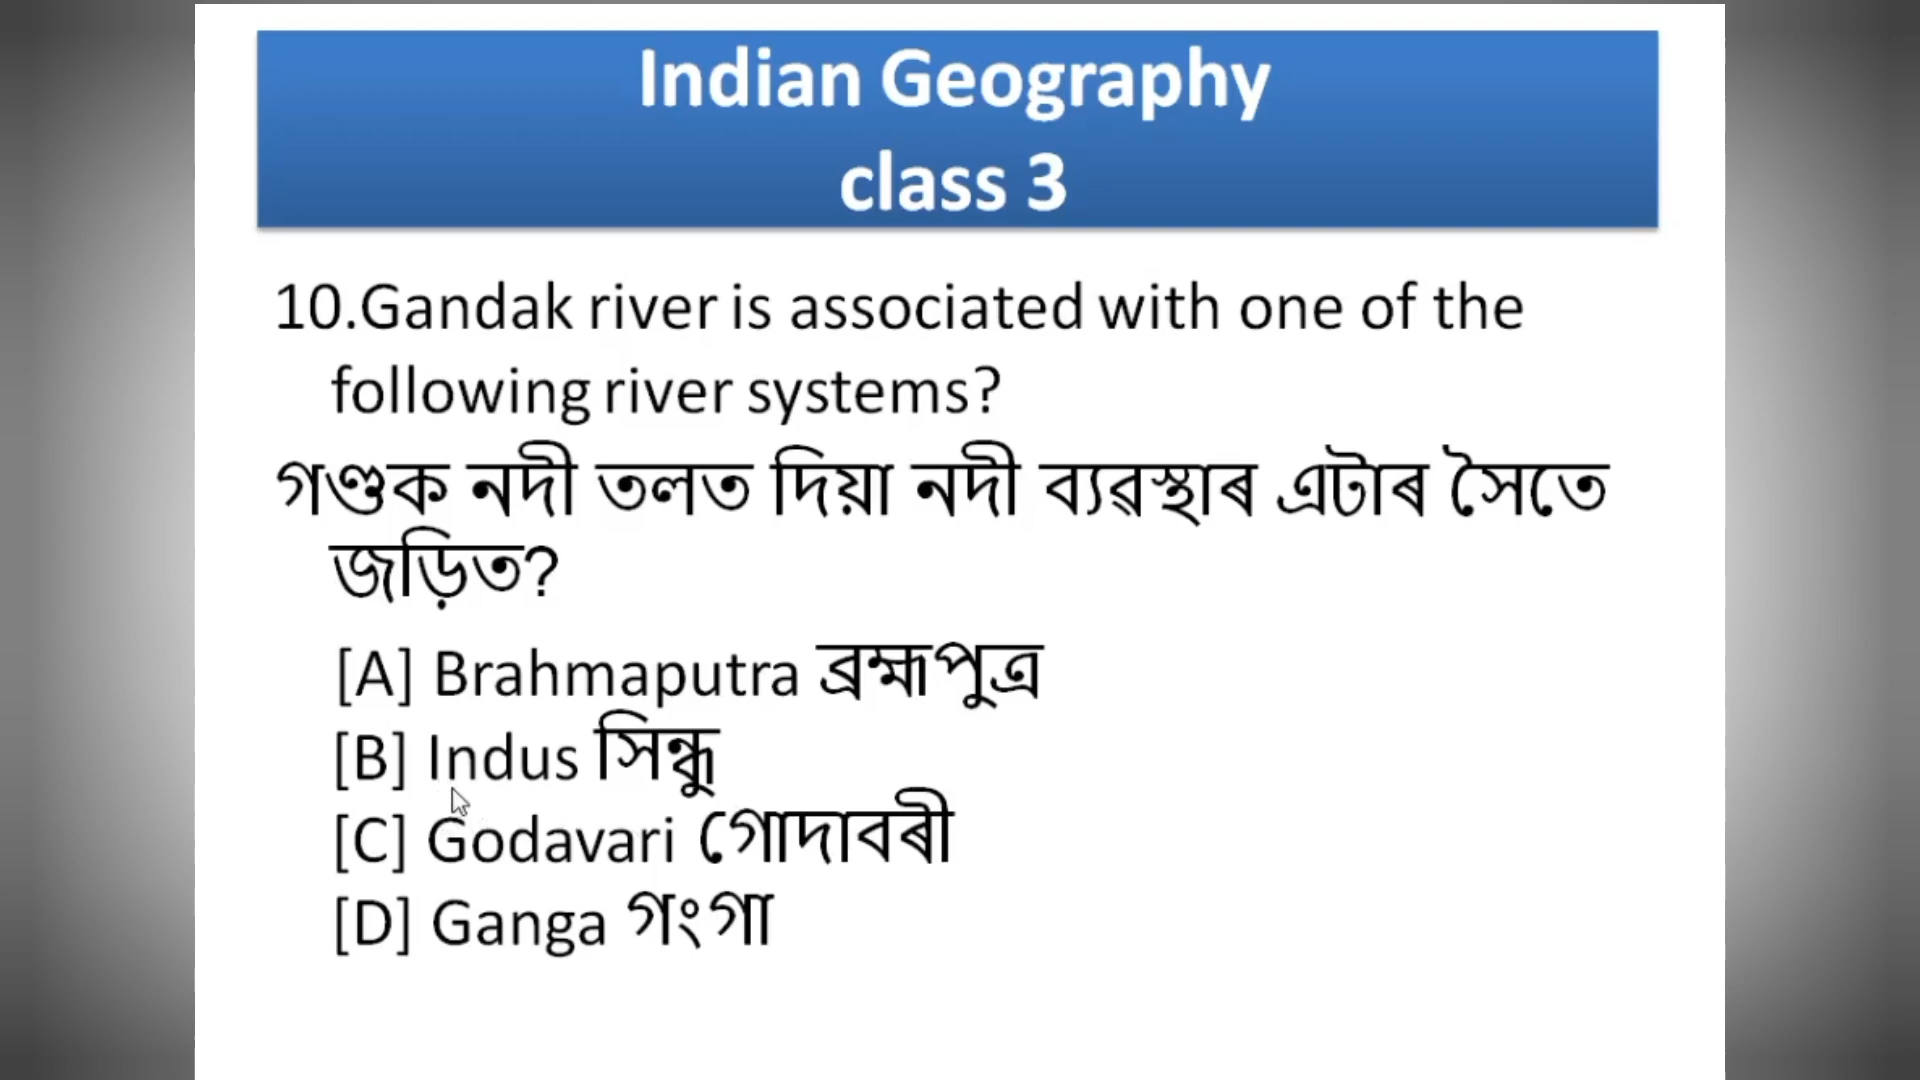 Indian Geography
class 3
10.Gandak river is associated with one of the
following river systems?
গণ্ডক নদী তলত দিয়া নদী ব্যৱস্থাৰ এটাৰ সৈতে
জড়িত?
[A] Brahmaputra ব্ৰহ্মপুত্ৰ
[B] Indus সিন্ধু
[C] Godavari গোদাবৰী
[D] Ganga গংগা